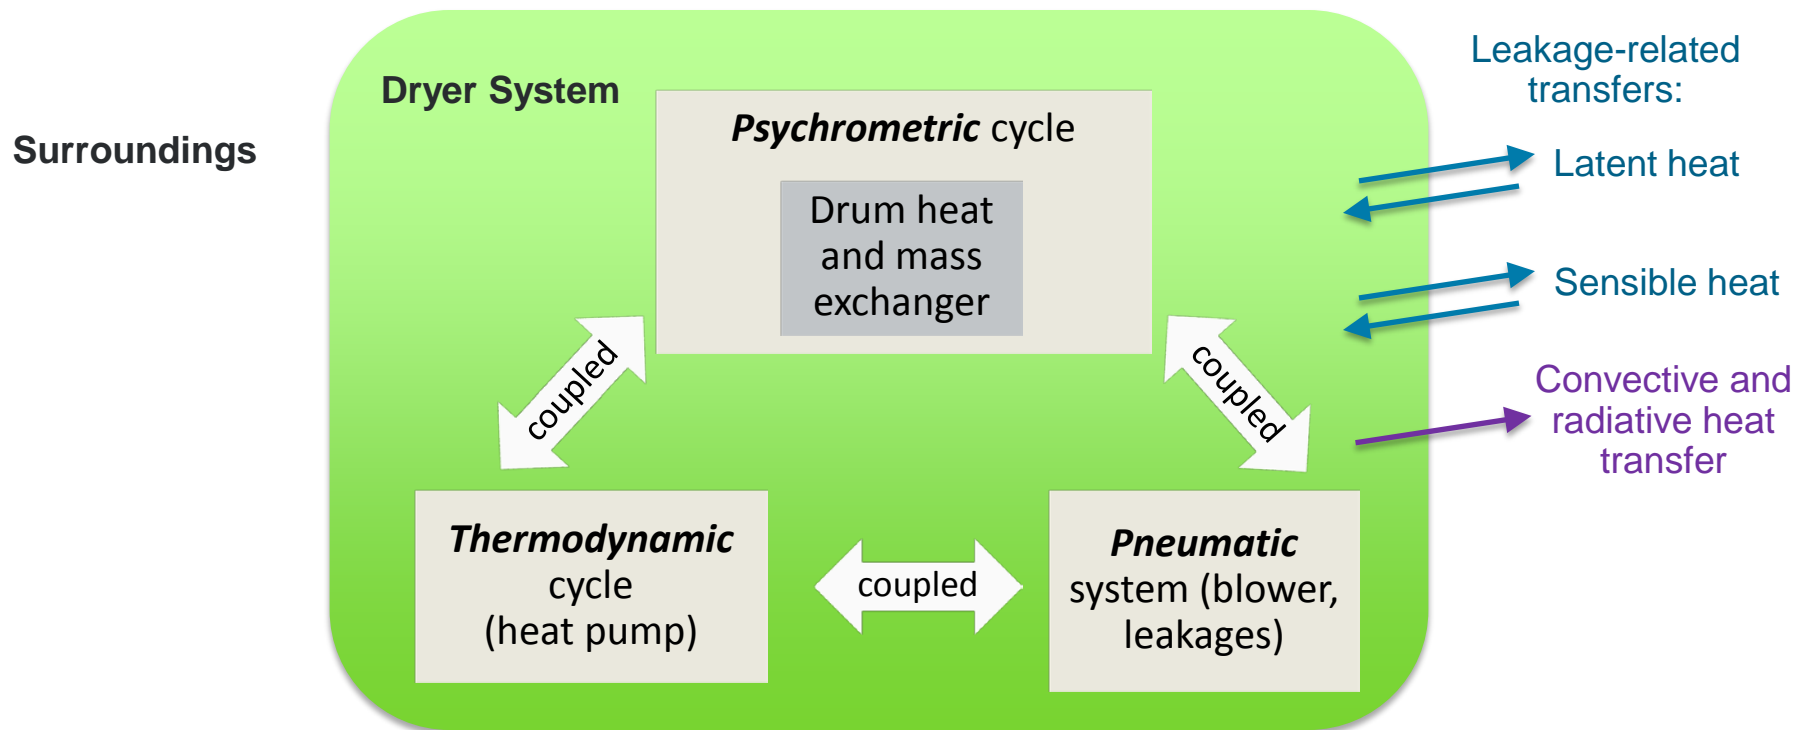 Dryer System
Surroundings
Psychrometric cycle
Drum heat
and mass
exchanger
coupled
coupled
Thermodynamic
cycle
(heat pump)
coupled
Pneumatic
system (blower,
leakages)
Leakage-related
transfers:
Latent heat
Sensible heat
Convective and
radiative heat
transfer